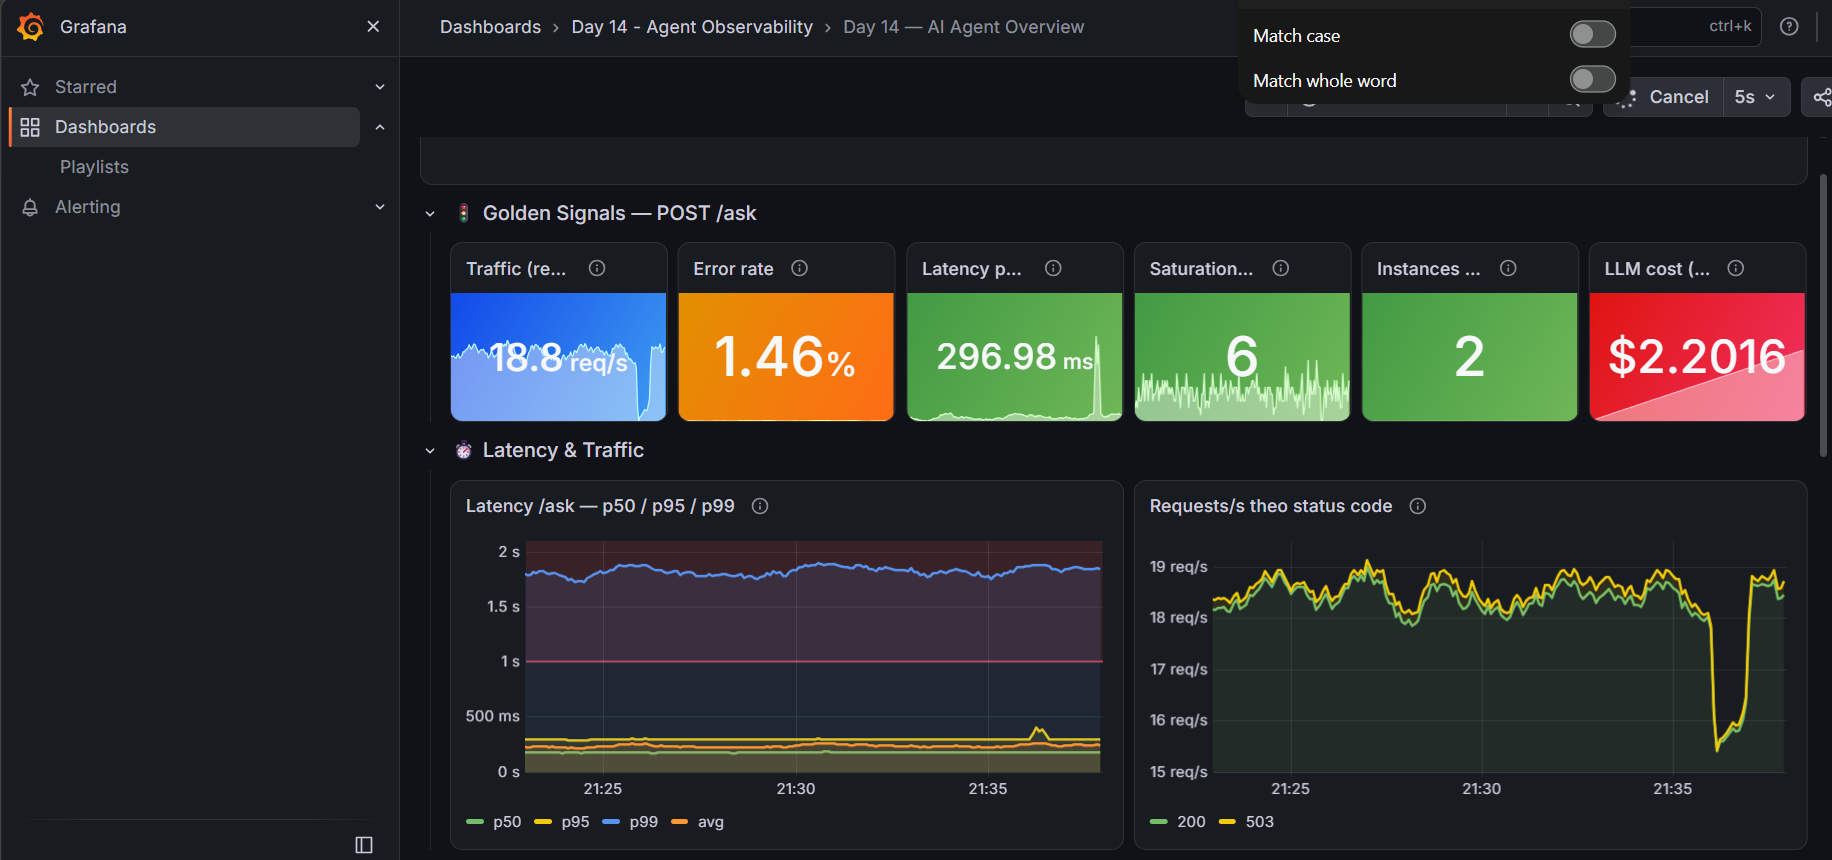 Grafana
Dashboards › Day 14 - Agent Observability › Day 14 — AI Agent Overview
Match case
Match whole word
ctrl+k
Cancel
5s
Starred
Dashboards
Playlists
Alerting
Golden Signals — POST /ask
Traffic (re...
Error rate
Latency p...
Saturation...
Instances ...
LLM cost (...
18.8 req/s
1.46%
296.98 ms
6
2
$2.2016
Latency & Traffic
Latency /ask — p50 / p95 / p99
2 s
1.5 s
1 s
500 ms
0 s
21:25
21:30
21:35
p50
p95
p99
avg
Requests/s theo status code
19 req/s
18 req/s
17 req/s
16 req/s
15 req/s
21:25
21:30
21:35
200
503